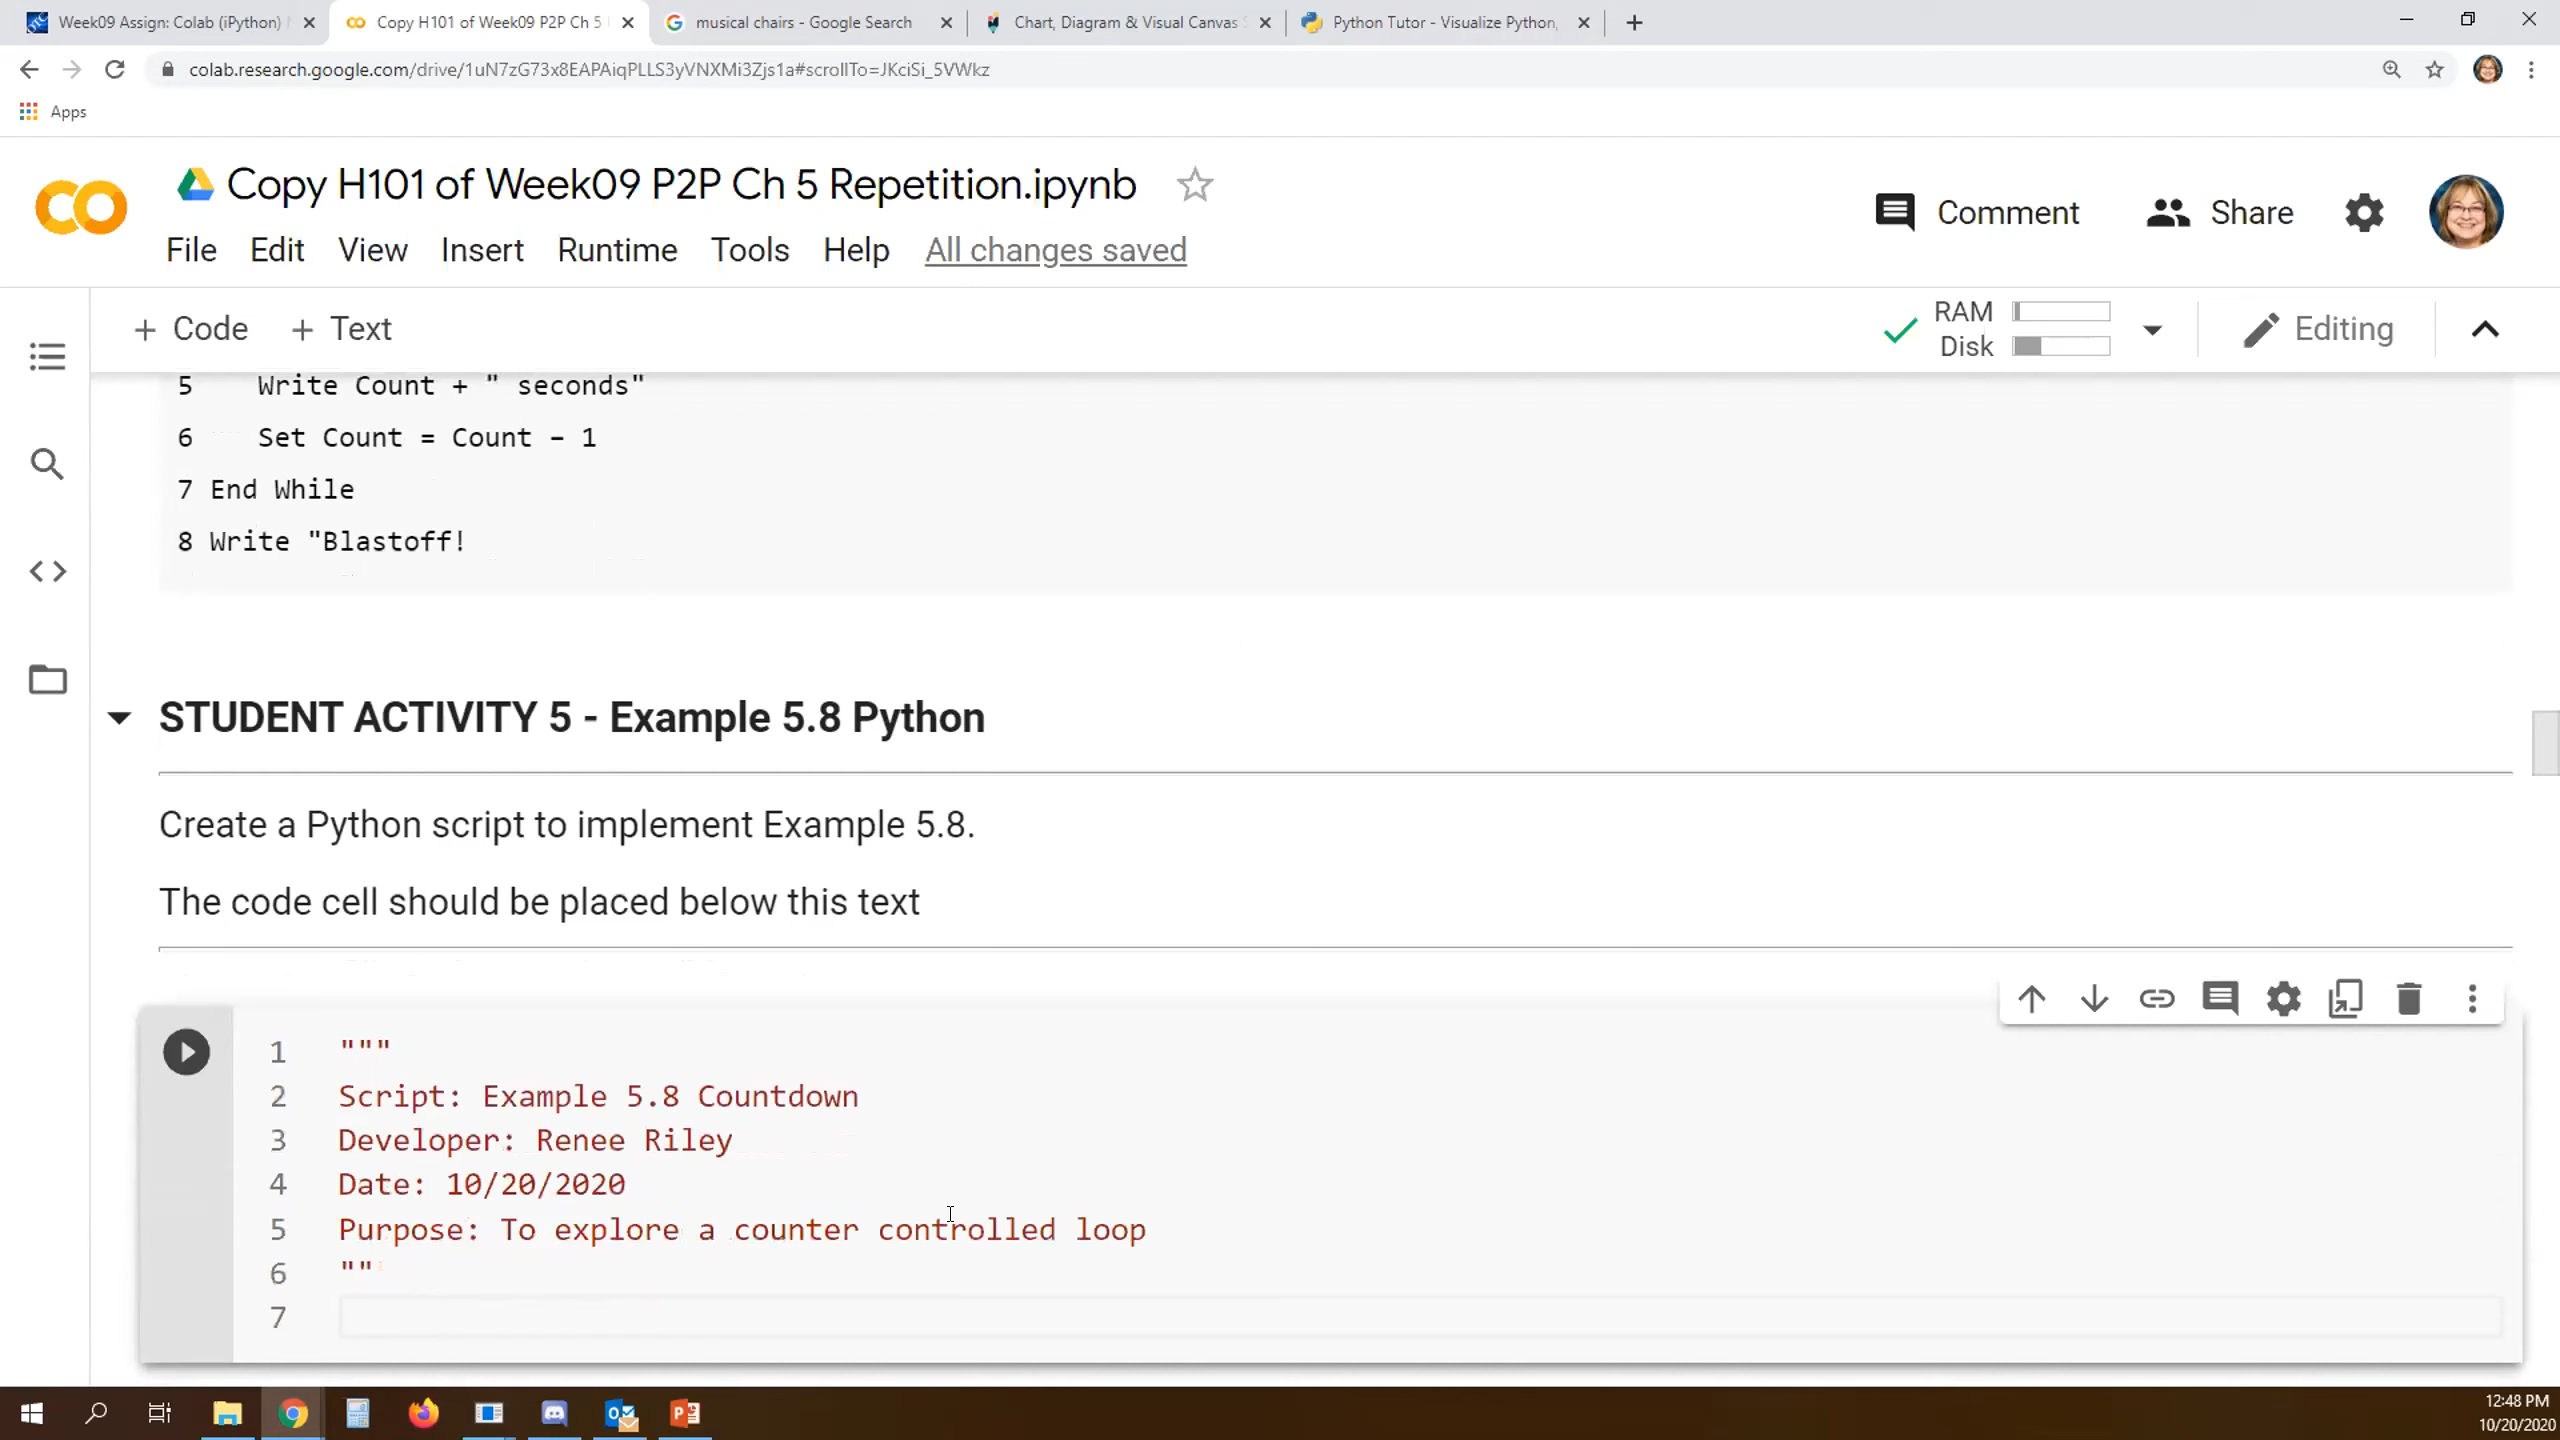 Week09 Assign: Colab (iPython)
Copy H101 of Week09 P2P Ch 5
musical chairs - Google Search
Chart, Diagram & Visual Canvas
Python Tutor - Visualize Python,
colab.research.google.com/drive/1uN7zG73x8EAPAiqPLLS3yVNXMi3Zjs1a#scrollTo=JKciSi_5VWkz
Apps
CO
Copy H101 of Week09 P2P Ch 5 Repetition.ipynb
Comment
Share
File Edit View Insert Runtime Tools Help All changes saved
+ Code + Text
RAM
Disk
Editing
5 Write Count + " seconds"
6 Set Count = Count - 1
7 End While
8 Write "Blastoff!
STUDENT ACTIVITY 5 - Example 5.8 Python
Create a Python script to implement Example 5.8.
The code cell should be placed below this text
1 """
2 Script: Example 5.8 Countdown
3 Developer: Renee Riley
4 Date: 10/20/2020
5 Purpose: To explore a counter controlled loop
6 """
7
12:48 PM
10/20/2020